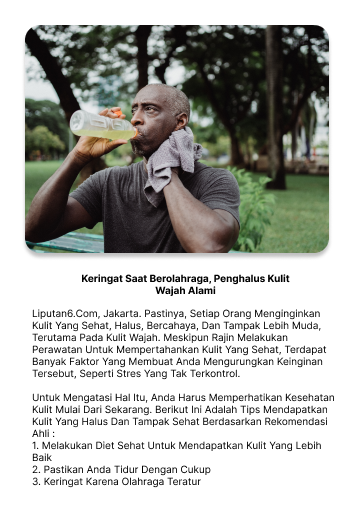 Keringat Saat Berolahraga, Penghalus Kulit
Wajah Alami
Liputan6.Com, Jakarta. Pastinya, Setiap Orang Menginginkan
Kulit Yang Sehat, Halus, Bercahaya, Dan Tampak Lebih Muda,
Terutama Pada Kulit Wajah. Meskipun Rajin Melakukan
Perawatan Untuk Mempertahankan Kulit Yang Sehat, Terdapat
Banyak Faktor Yang Membuat Anda Mengurungkan Keinginan
Tersebut, Seperti Stres Yang Tak Terkontrol.
Untuk Mengatasi Hal Itu, Anda Harus Memperhatikan Kesehatan
Kulit Mulai Dari Sekarang. Berikut Ini Adalah Tips Mendapatkan
Kulit Yang Halus Dan Tampak Sehat Berdasarkan Rekomendasi
Ahli :
1. Melakukan Diet Sehat Untuk Mendapatkan Kulit Yang Lebih
Baik
2. Pastikan Anda Tidur Dengan Cukup
3. Keringat Karena Olahraga Teratur